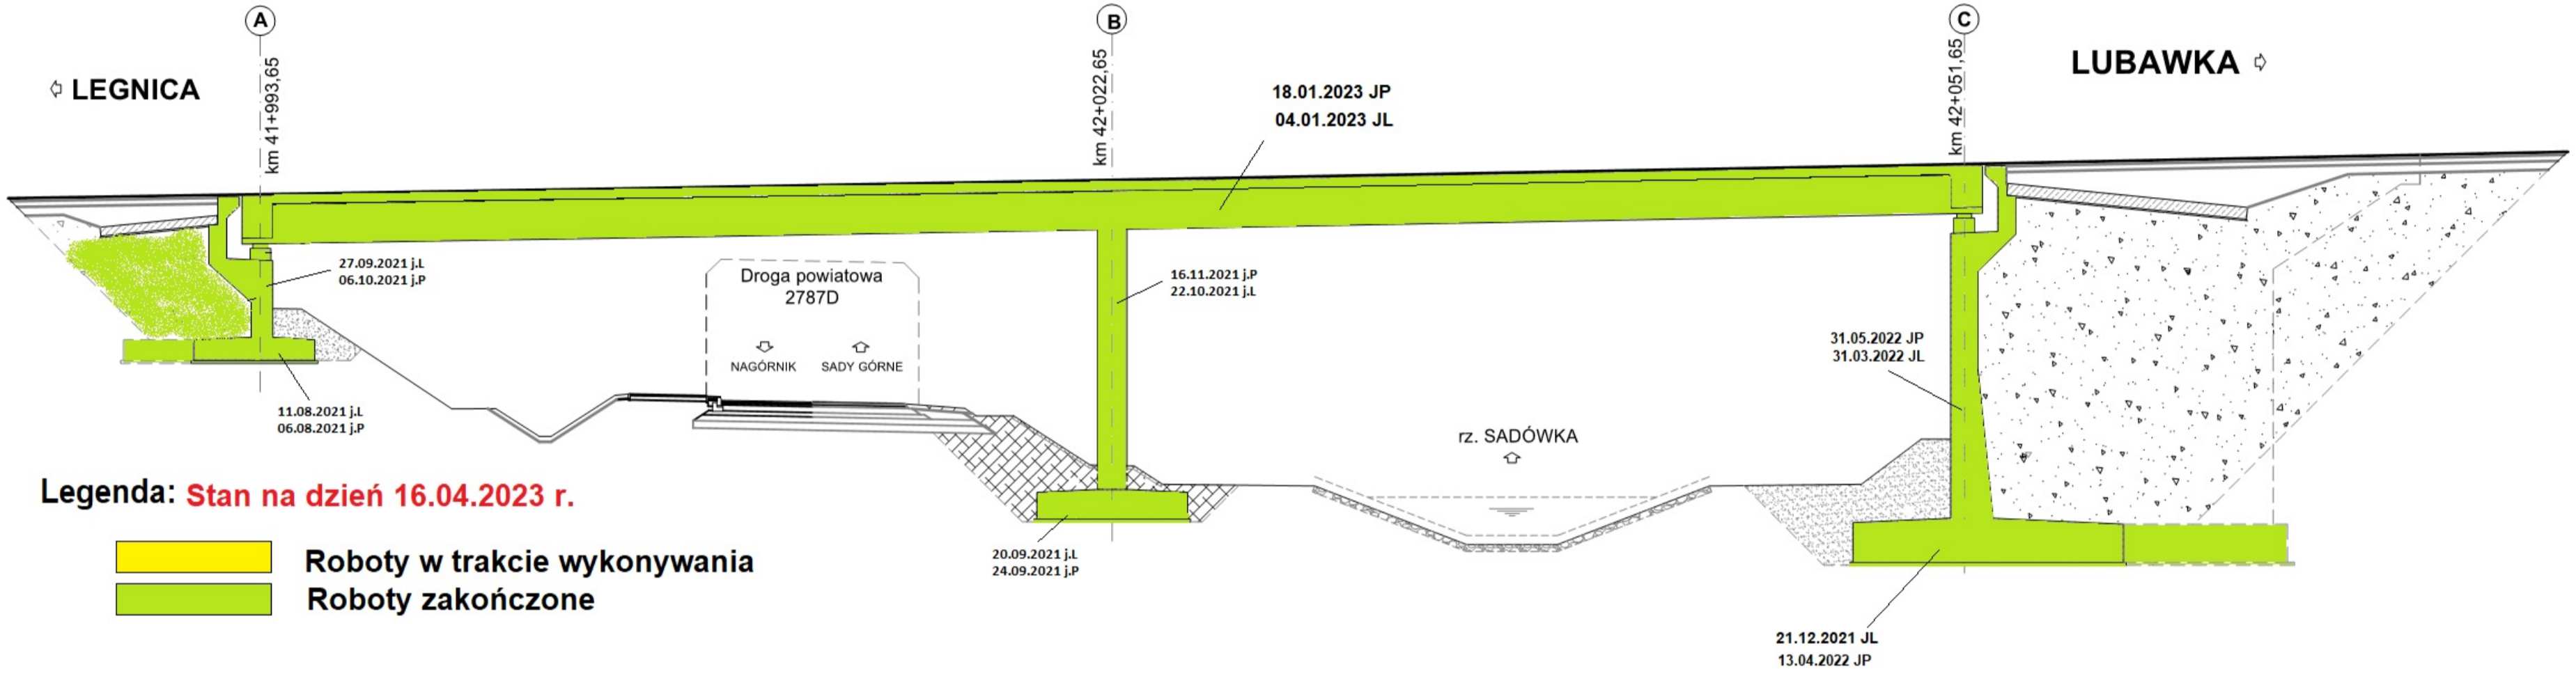 A
B
C
km 41+993,65
km 42+022,65
km 42+051,65
LEGNICA
LUBAWKA
18.01.2023 JP
04.01.2023 JL
27.09.2021 j.L
06.10.2021 j.P
Droga powiatowa
2787D
NAGÓRNIK SADY GÓRNE
16.11.2021 j.P
22.10.2021 j.L
31.05.2022 JP
31.03.2022 JL
11.08.2021 j.L
06.08.2021 j.P
rz. SADÓWKA
20.09.2021 j.L
24.09.2021 j.P
21.12.2021 JL
13.04.2022 JP
Legenda: Stan na dzień 16.04.2023 r.
Roboty w trakcie wykonywania
Roboty zakończone